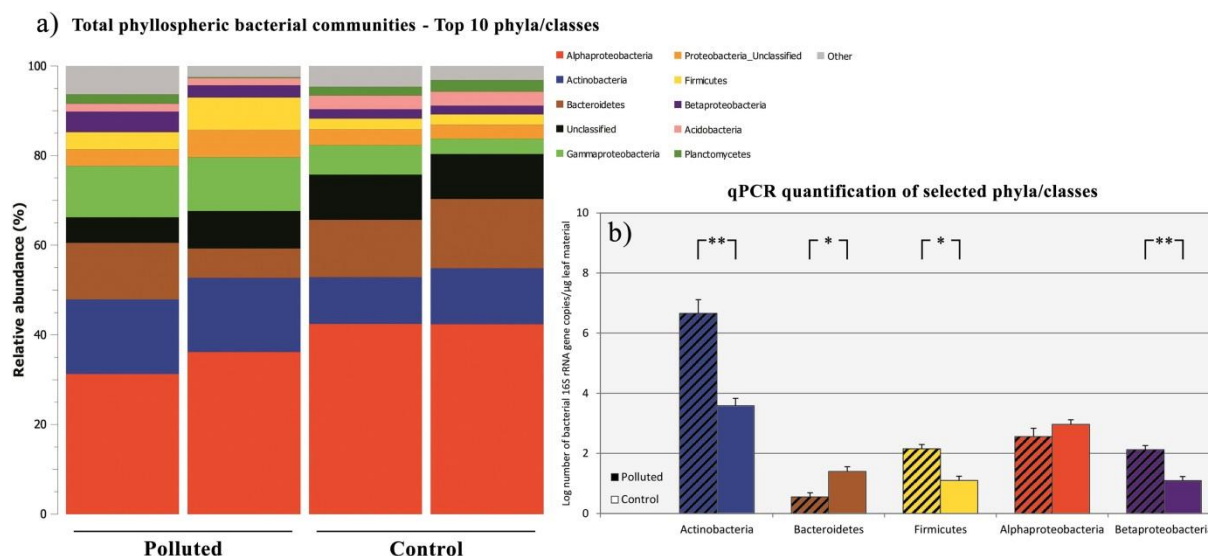 a) Total phyllospheric bacterial communities - Top 10 phyla/classes
Alphaproteobacteria
Actinobacteria
Bacteroidetes
Unclassified
Gammaproteobacteria
Proteobacteria_Unclassified
Firmicutes
Betaproteobacteria
Acidobacteria
Planctomycetes
Other
Relative abundance (%)
100
80
60
40
20
0
Polluted
Control
qPCR quantification of selected phyla/classes
b)
Log number of bacterial 16S rRNA gene copies/µg leaf material
10
8
6
4
2
0
** * * **
Polluted
Control
Actinobacteria Bacteroidetes Firmicutes Alphaproteobacteria Betaproteobacteria